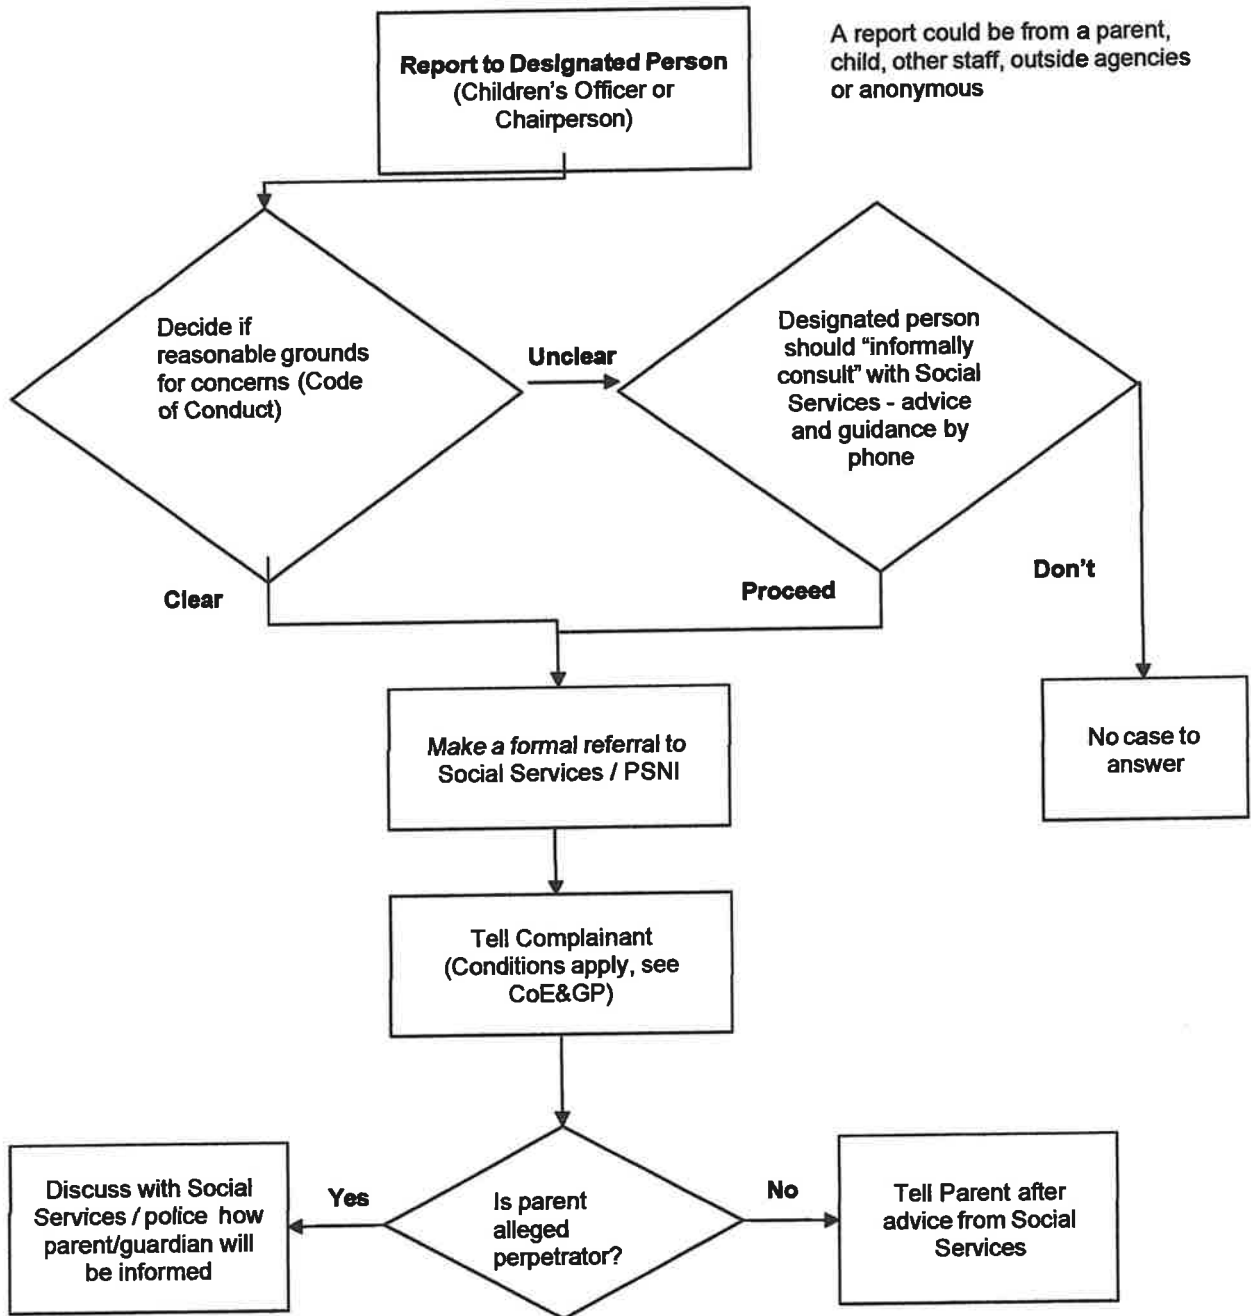 Report to Designated Person
(Children's Officer or
Chairperson)
A report could be from a parent,
child, other staff, outside agencies
or anonymous
Decide if
reasonable grounds
for concerns (Code
of Conduct)
Unclear
Designated person
should "informally
consult" with Social
Services - advice
and guidance by
phone
Clear
Proceed
Don't
Make a formal referral to
Social Services / PSNI
No case to
answer
Tell Complainant
(Conditions apply, see
CoE&GP)
Is parent
alleged
perpetrator?
Yes
Discuss with Social
Services / police how
parent/guardian will
be informed
No
Tell Parent after
advice from Social
Services